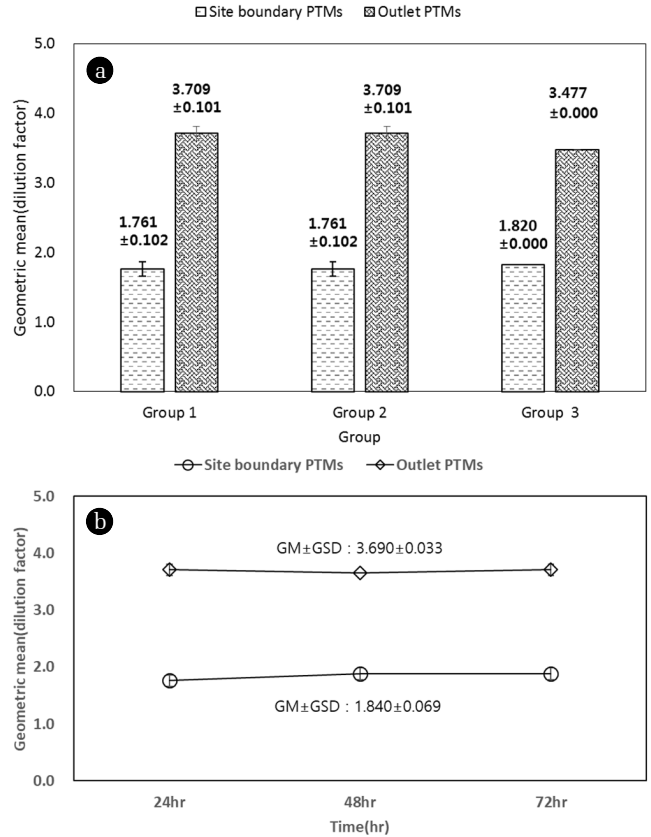 Site boundary PTMs Outlet PTMs
Geometric mean(dilution factor)
5.0
4.0
3.0
2.0
1.0
0.0
a
3.709
±0.101
3.709
±0.101
3.477
±0.000
1.761
±0.102
1.761
±0.102
1.820
±0.000
Group 1 Group 2 Group 3
Group
Site boundary PTMs Outlet PTMs
Geometric mean(dilution factor)
5.0
4.0
3.0
2.0
1.0
0.0
b
GM±GSD : 3.690±0.033
GM±GSD : 1.840±0.069
24hr 48hr 72hr
Time(hr)